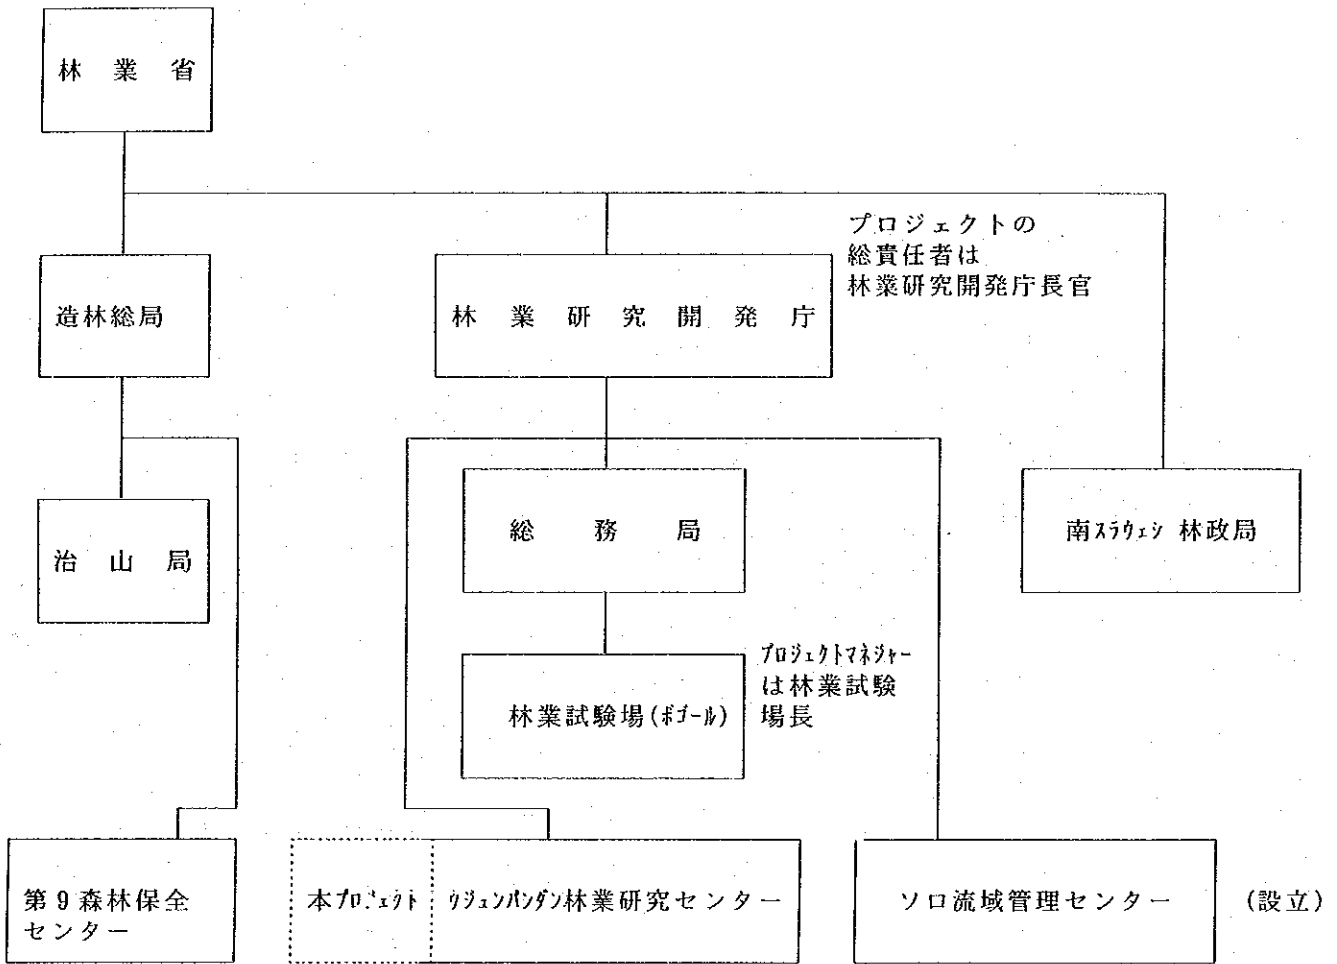 林業省
プロジェクトの
総責任者は
林業研究開発庁長官
造林総局
林業研究開発庁
治山局
総務局
南スラウェシ 林政局
プロジェクトマネジャー
は林業試験
場長
林業試験場(ボゴール)
第9森林保全
センター
本プロジェクト
ウジュンパンダン林業研究センター
ソロ流域管理センター
(設立)